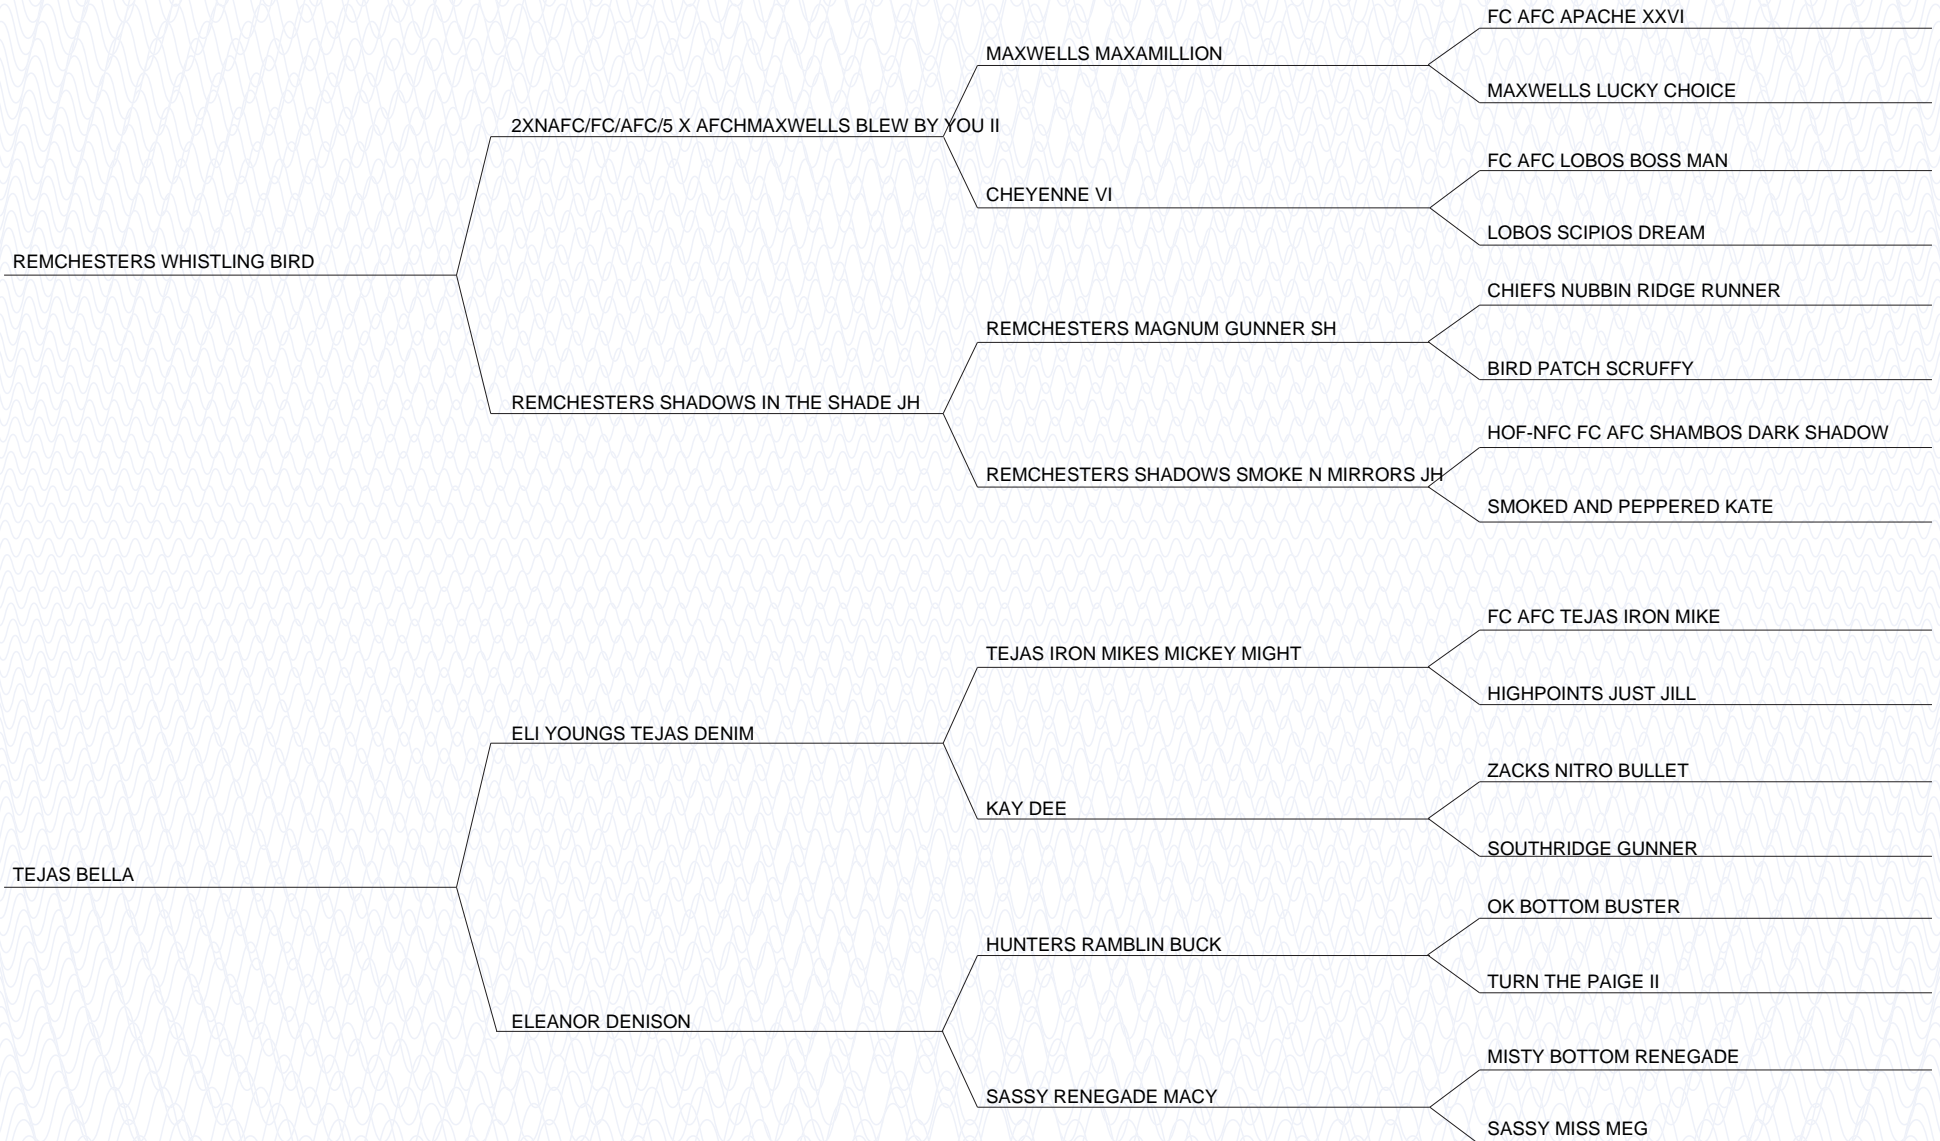 FC AFC APACHE XXVI
MAXWELLS MAXAMILLION
MAXWELLS LUCKY CHOICE
2XNAFC/FC/AFC/5 X AFCHMAXWELLS BLEW BY YOU II
FC AFC LOBOS BOSS MAN
CHEYENNE VI
LOBOS SCIPIOS DREAM
REMCHESTERS WHISTLING BIRD
CHIEFS NUBBIN RIDGE RUNNER
REMCHESTERS MAGNUM GUNNER SH
BIRD PATCH SCRUFFY
REMCHESTERS SHADOWS IN THE SHADE JH
HOF-NFC FC AFC SHAMBOS DARK SHADOW
REMCHESTERS SHADOWS SMOKE N MIRRORS JH
SMOKED AND PEPPERED KATE
FC AFC TEJAS IRON MIKE
TEJAS IRON MIKES MICKEY MIGHT
HIGHPOINTS JUST JILL
ELI YOUNGS TEJAS DENIM
ZACKS NITRO BULLET
KAY DEE
SOUTHRIDGE GUNNER
TEJAS BELLA
OK BOTTOM BUSTER
HUNTERS RAMBLIN BUCK
TURN THE PAIGE II
ELEANOR DENISON
MISTY BOTTOM RENEGADE
SASSY RENEGADE MACY
SASSY MISS MEG